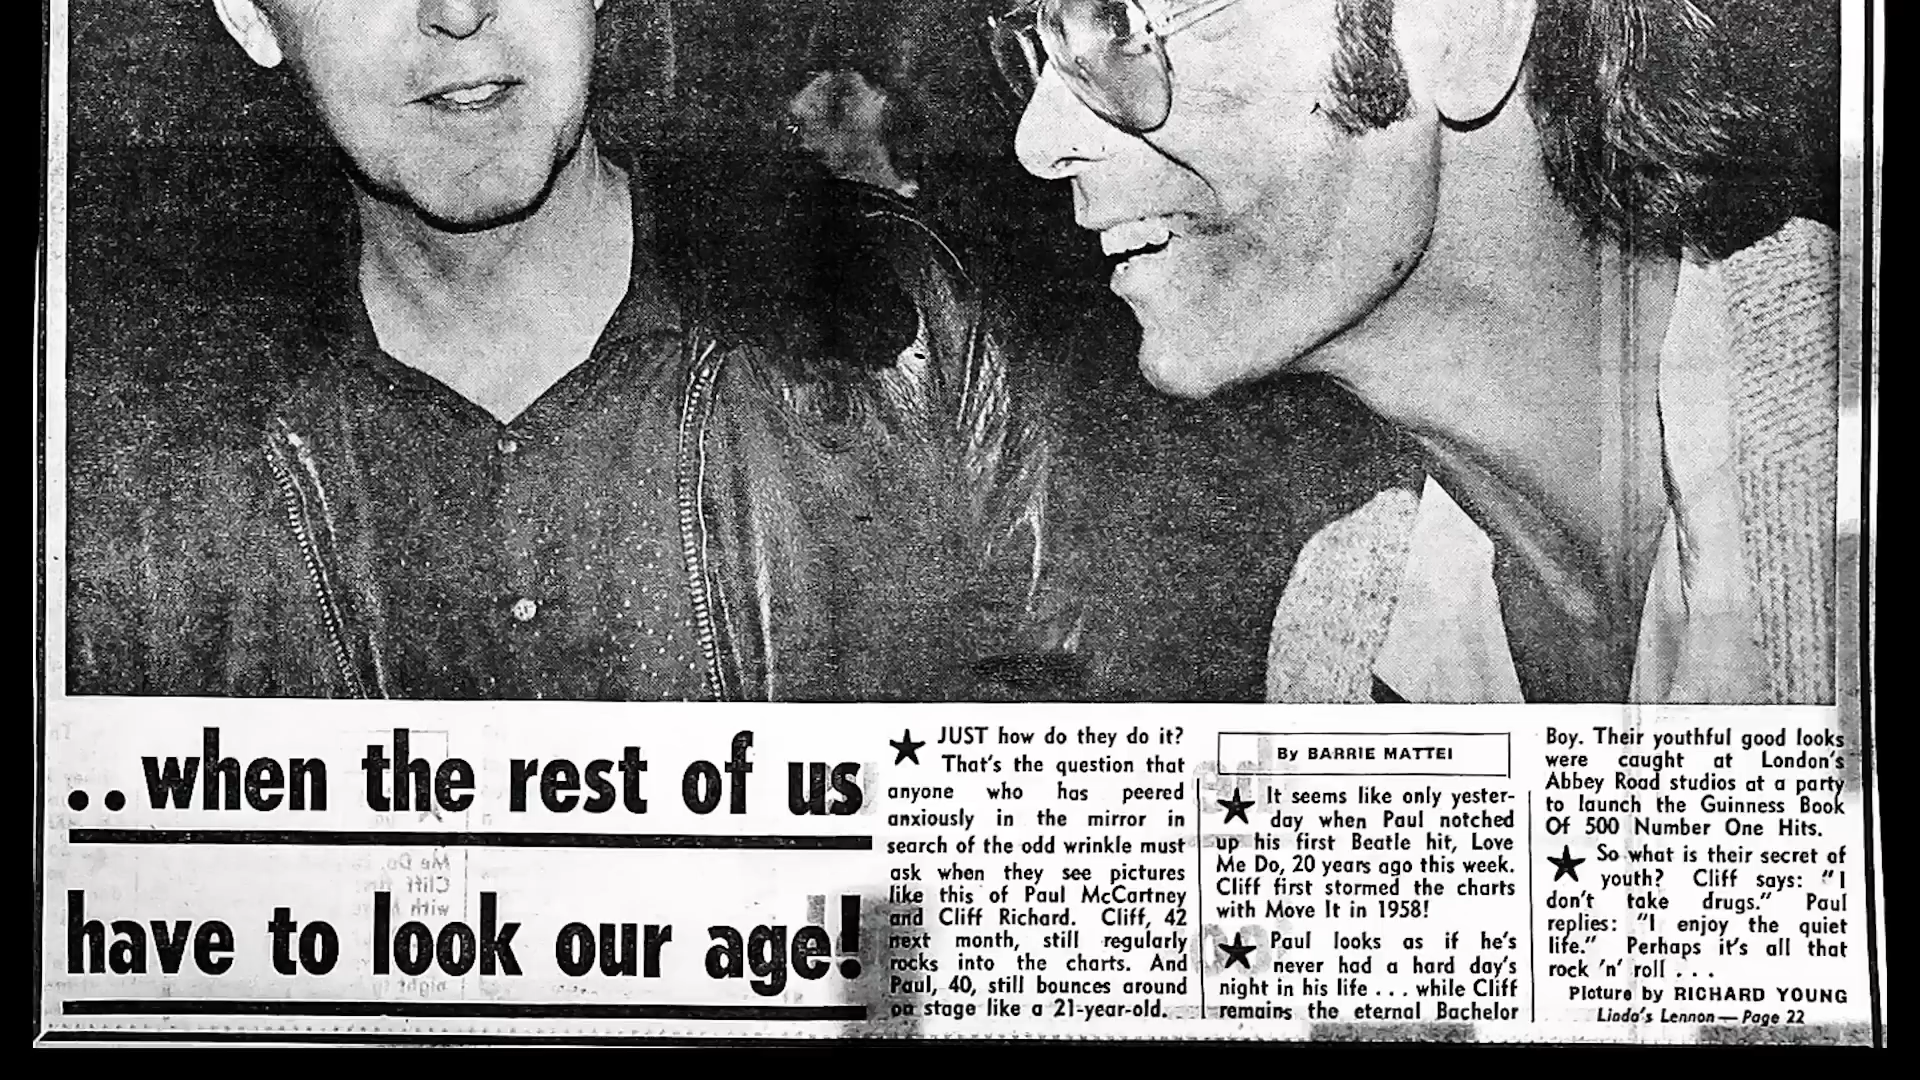 ..when the rest of us
have to look our age!
★ JUST how do they do it?
That's the question that
anyone who has peered
anxiously in the mirror in
search of the odd wrinkle must
ask when they see pictures
like this of Paul McCartney
and Cliff Richard. Cliff, 42
next month, still regularly
rocks into the charts. And
Paul, 40, still bounces around
on stage like a 21-year-old.
By BARRIE MATTEI
★ It seems like only yester-
day when Paul notched
up his first Beatle hit, Love
Me Do, 20 years ago this week.
Cliff first stormed the charts
with Move It in 1958!
★ Paul looks as if he's
never had a hard day's
night in his life . . . while Cliff
remains the eternal Bachelor
Boy. Their youthful good looks
were caught at London's
Abbey Road studios at a party
to launch the Guinness Book
Of 500 Number One Hits.
★ So what is their secret of
youth? Cliff says: "I
don't take drugs." Paul
replies: "I enjoy the quiet
life." Perhaps it's all that
rock 'n' roll . . .
Picture by RICHARD YOUNG
Linda's Lennon — Page 22